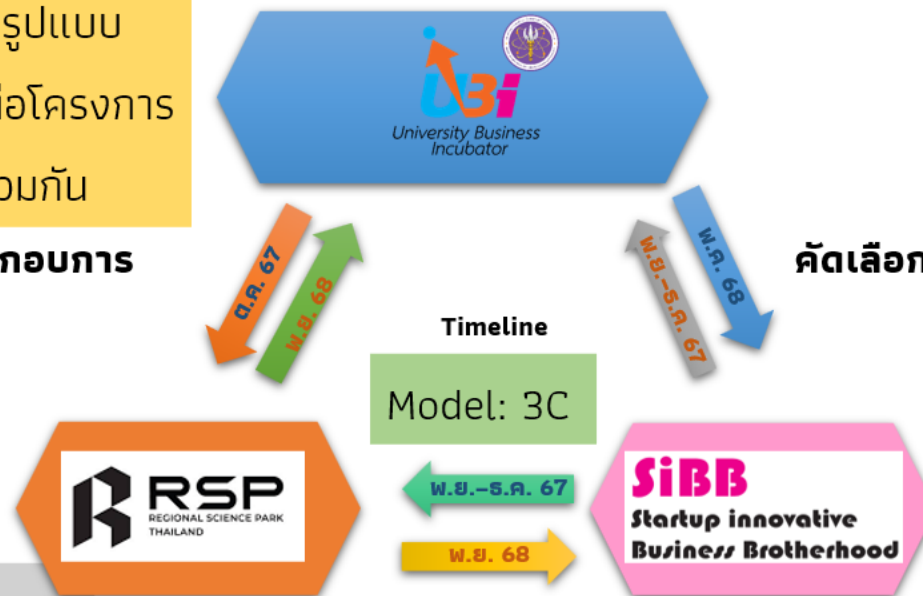 รูปแบบ
โครงการ
กัน
UBi
University Business
Incubator
กอบการ
ต.ค. 67
พ.ย. 68
พ.ย.-ธ.ค. 67
พ.ค. 68
คัดเลือก
Timeline
Model: 3C
RSP
REGIONAL SCIENCE PARK
THAILAND
พ.ย.-ธ.ค. 67
พ.ย. 68
SiBB
Startup innovative
Business Brotherhood